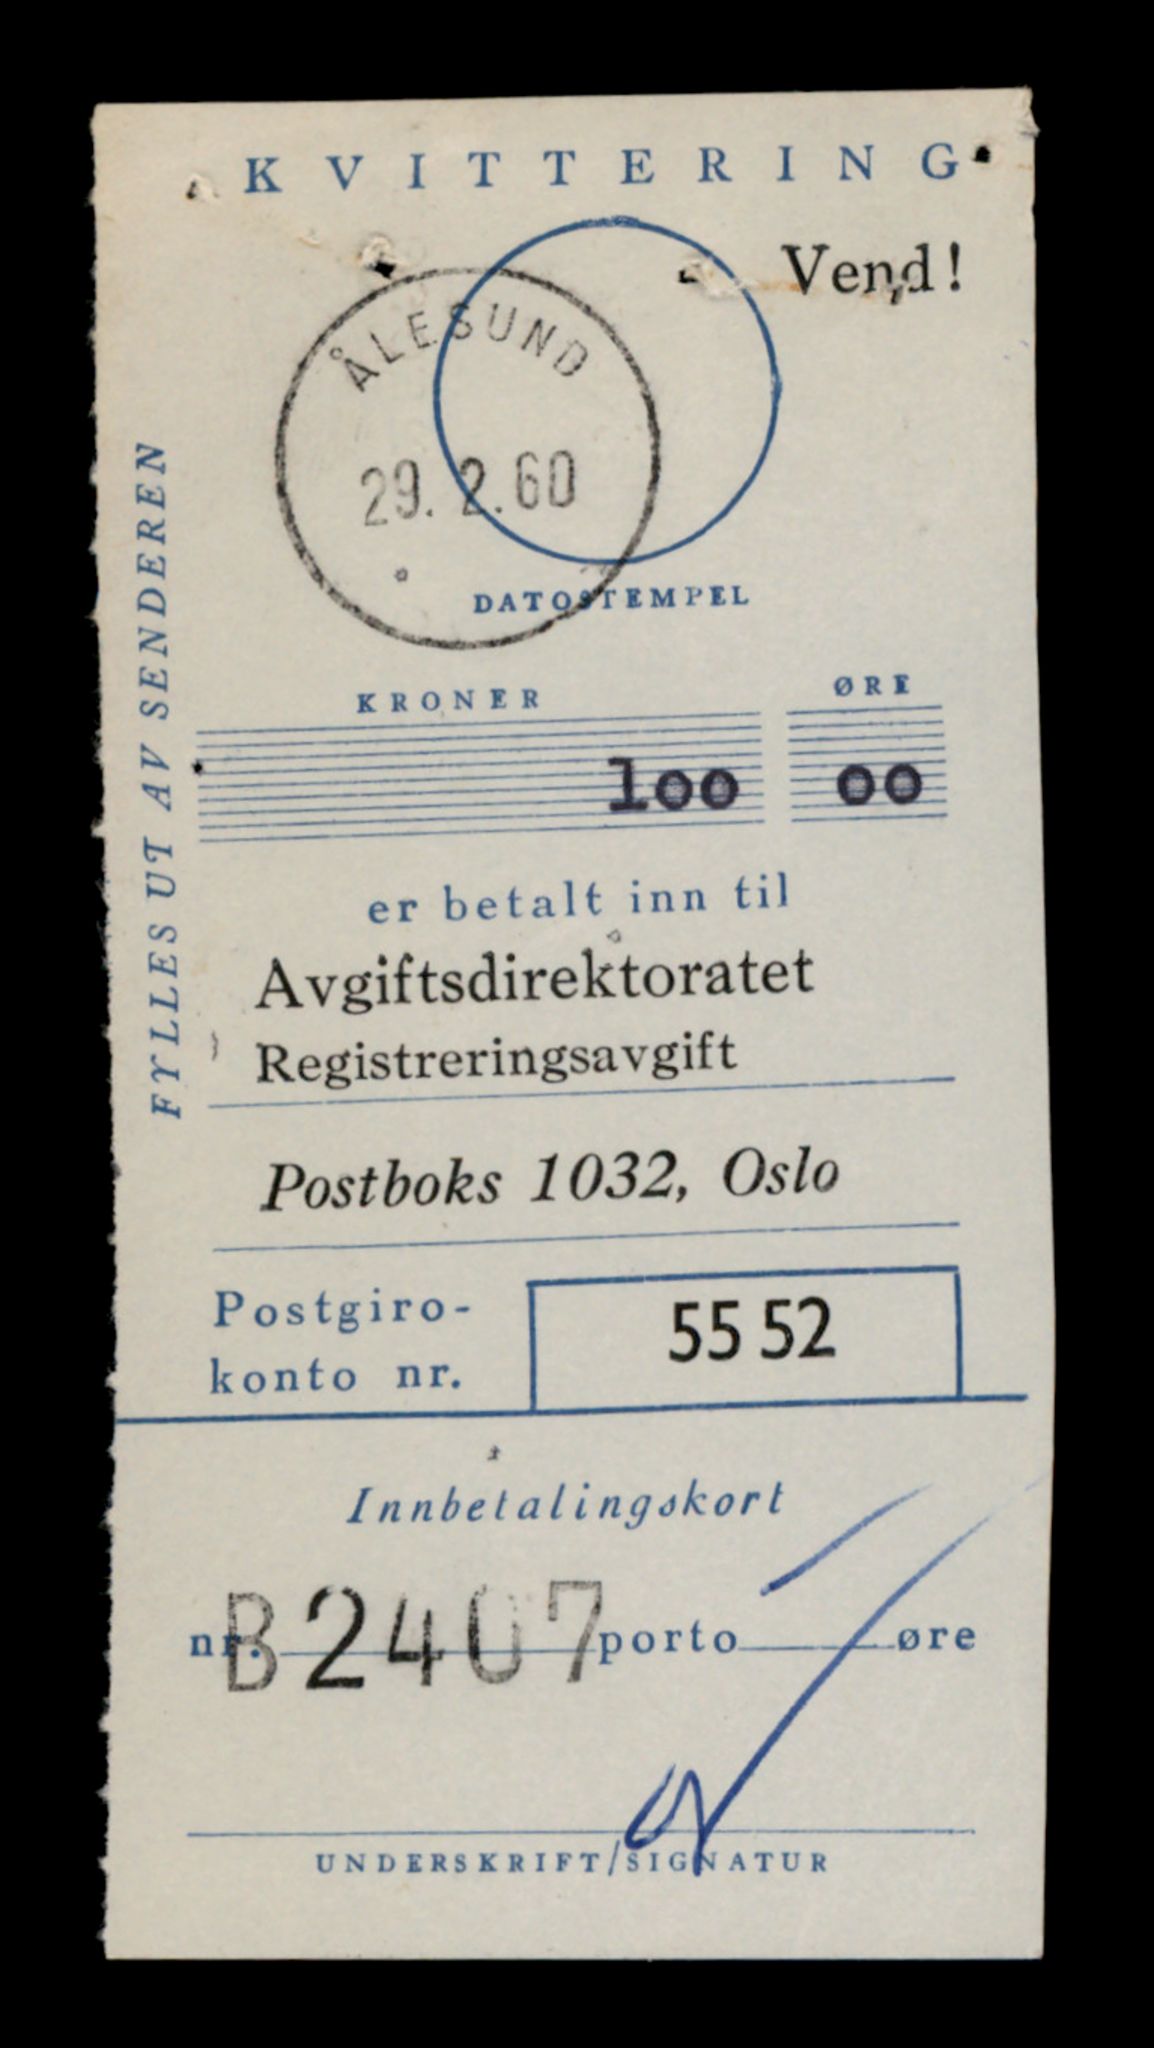 KVITTERING
Vend!
ÅLESUND
29. 2.60
DATOSTEMPEL
FYLLES UT AV SENDEREN
KRONER ØRE
100 00
er betalt inn til
Avgiftsdirektoratet
Registreringsavgift
Postboks 1032, Oslo
Postgiro-
konto nr.
55 52
Innbetalingskort
nr. B2407 porto øre
UNDERSKRIFT/SIGNATUR